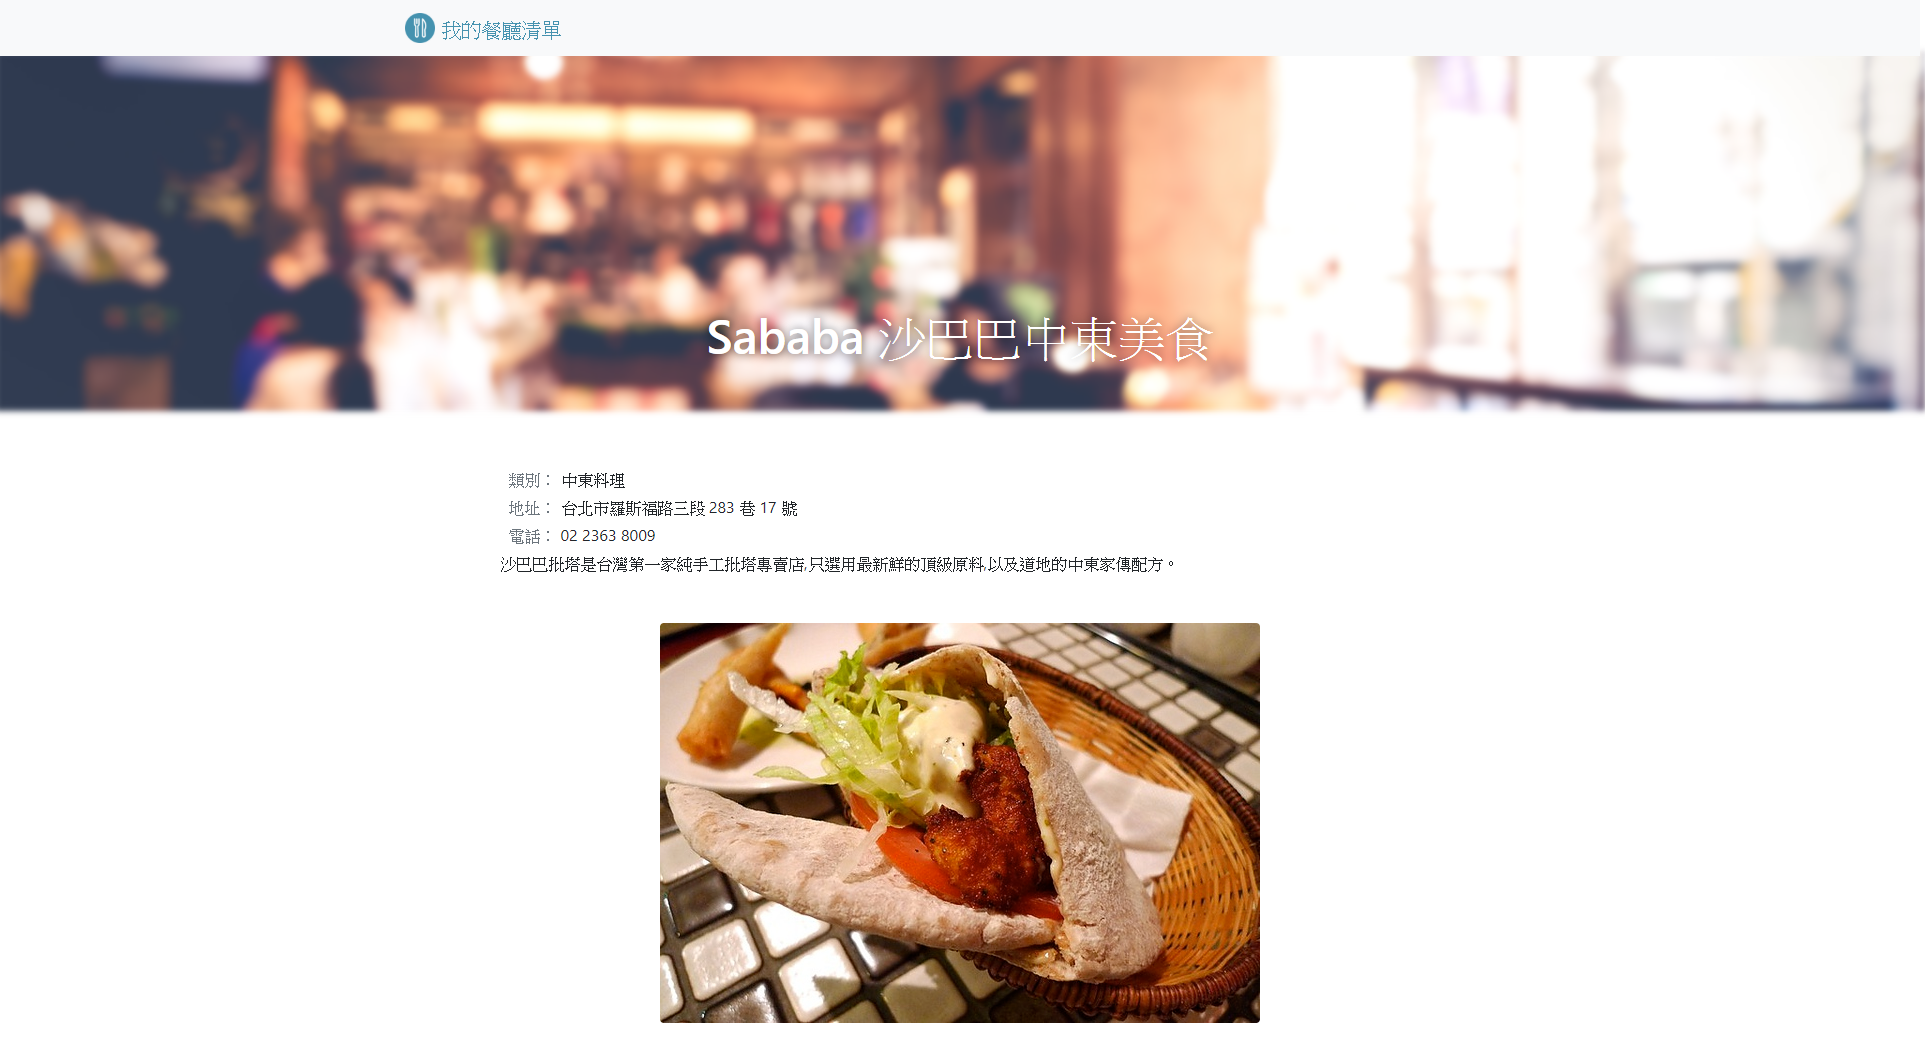 我的餐廳清單
Sababa 沙巴巴中東美食
類別： 中東料理
地址： 台北市羅斯福路三段 283 巷 17 號
電話： 02 2363 8009
沙巴巴批塔是台灣第一家純手工批塔專賣店,只選用最新鮮的頂級原料,以及道地的中東家傳配方。